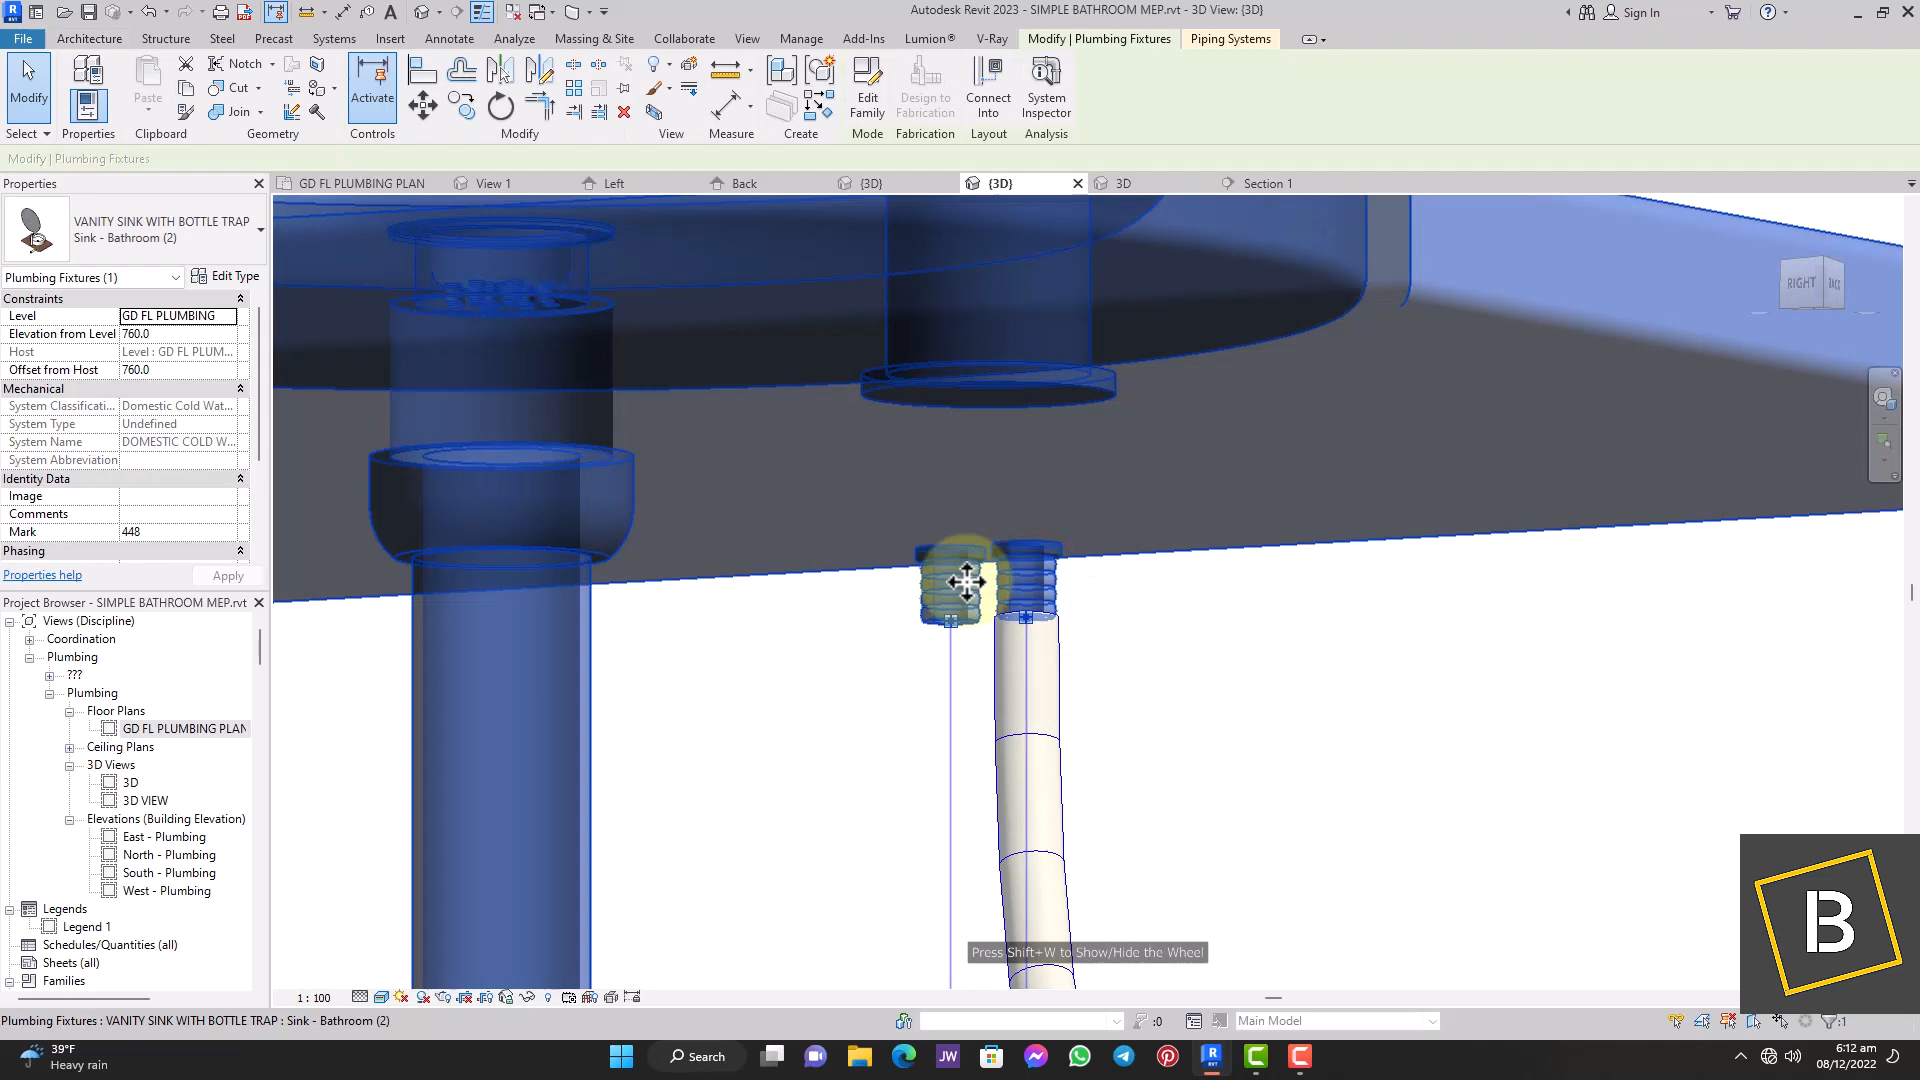 Autodesk Revit 2023 - SIMPLE BATHROOM MEP.rvt - 3D View: {3D}
Sign In
File Architecture Structure Steel Precast Systems Insert Annotate Analyze Massing & Site Collaborate View Manage Add-Ins Lumion® V-Ray Modify | Plumbing Fixtures Piping Systems
Modify
Paste
Notch
Cut
Join
Activate
Edit Family
Design to Fabrication
Connect Into
System Inspector
Select Properties Clipboard Geometry Controls Modify View Measure Create Mode Fabrication Layout Analysis
Modify | Plumbing Fixtures
Properties
GD FL PLUMBING PLAN View 1 Left Back {3D} {3D} 3D Section 1
VANITY SINK WITH BOTTLE TRAP
Sink - Bathroom (2)
Plumbing Fixtures (1) Edit Type
Constraints
Level GD FL PLUMBING
Elevation from Level 760.0
Host Level : GD FL PLUM...
Offset from Host 760.0
Mechanical
System Classificati... Domestic Cold Wat...
System Type Undefined
System Name DOMESTIC COLD W...
System Abbreviation
Identity Data
Image
Comments
Mark 448
Phasing
Properties help Apply
Project Browser - SIMPLE BATHROOM MEP.rvt
Views (Discipline)
Coordination
Plumbing
???
Plumbing
Floor Plans
GD FL PLUMBING PLAN
Ceiling Plans
3D Views
3D
3D VIEW
Elevations (Building Elevation)
East - Plumbing
North - Plumbing
South - Plumbing
West - Plumbing
Legends
Legend 1
Schedules/Quantities (all)
Sheets (all)
Families
RIGHT
Press Shift+W to Show/Hide the Wheel
B
1 : 100
Plumbing Fixtures : VANITY SINK WITH BOTTLE TRAP : Sink - Bathroom (2)
:0
Main Model
:1
39°F
Heavy rain
Search
JW
R
RVT
6:12 am
08/12/2022